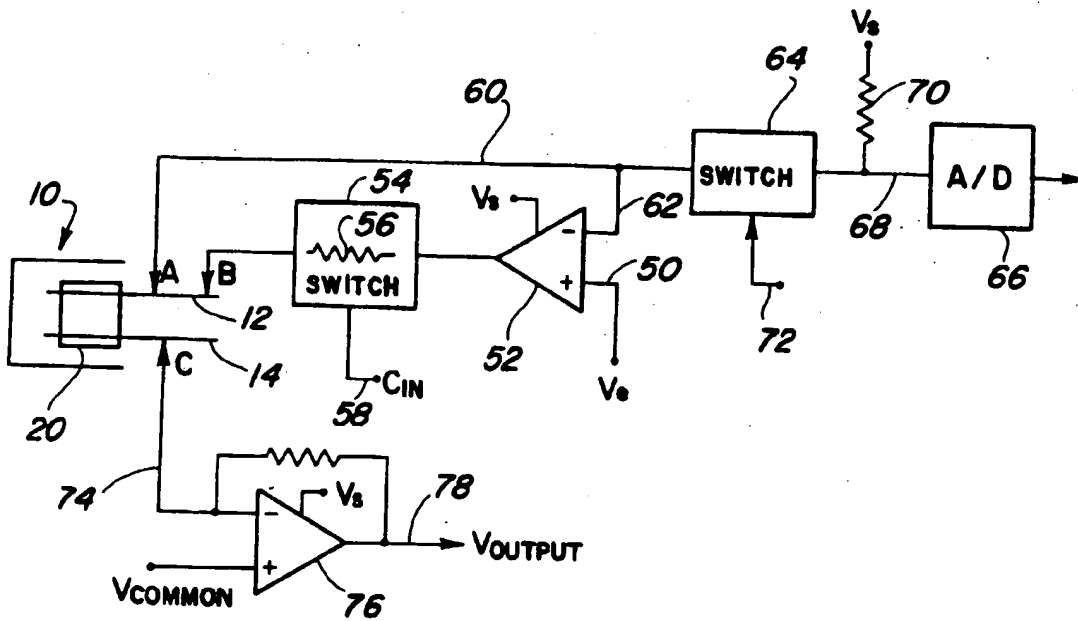 Vs
64
70
60
SWITCH
A/D
54
Vs
62
68
10
56
−
66
A
B
SWITCH
+
50
12
52
72
C
14
CIN
Ve
20
58
74
Vs
78
−
VOUTPUT
+
VCOMMON
76